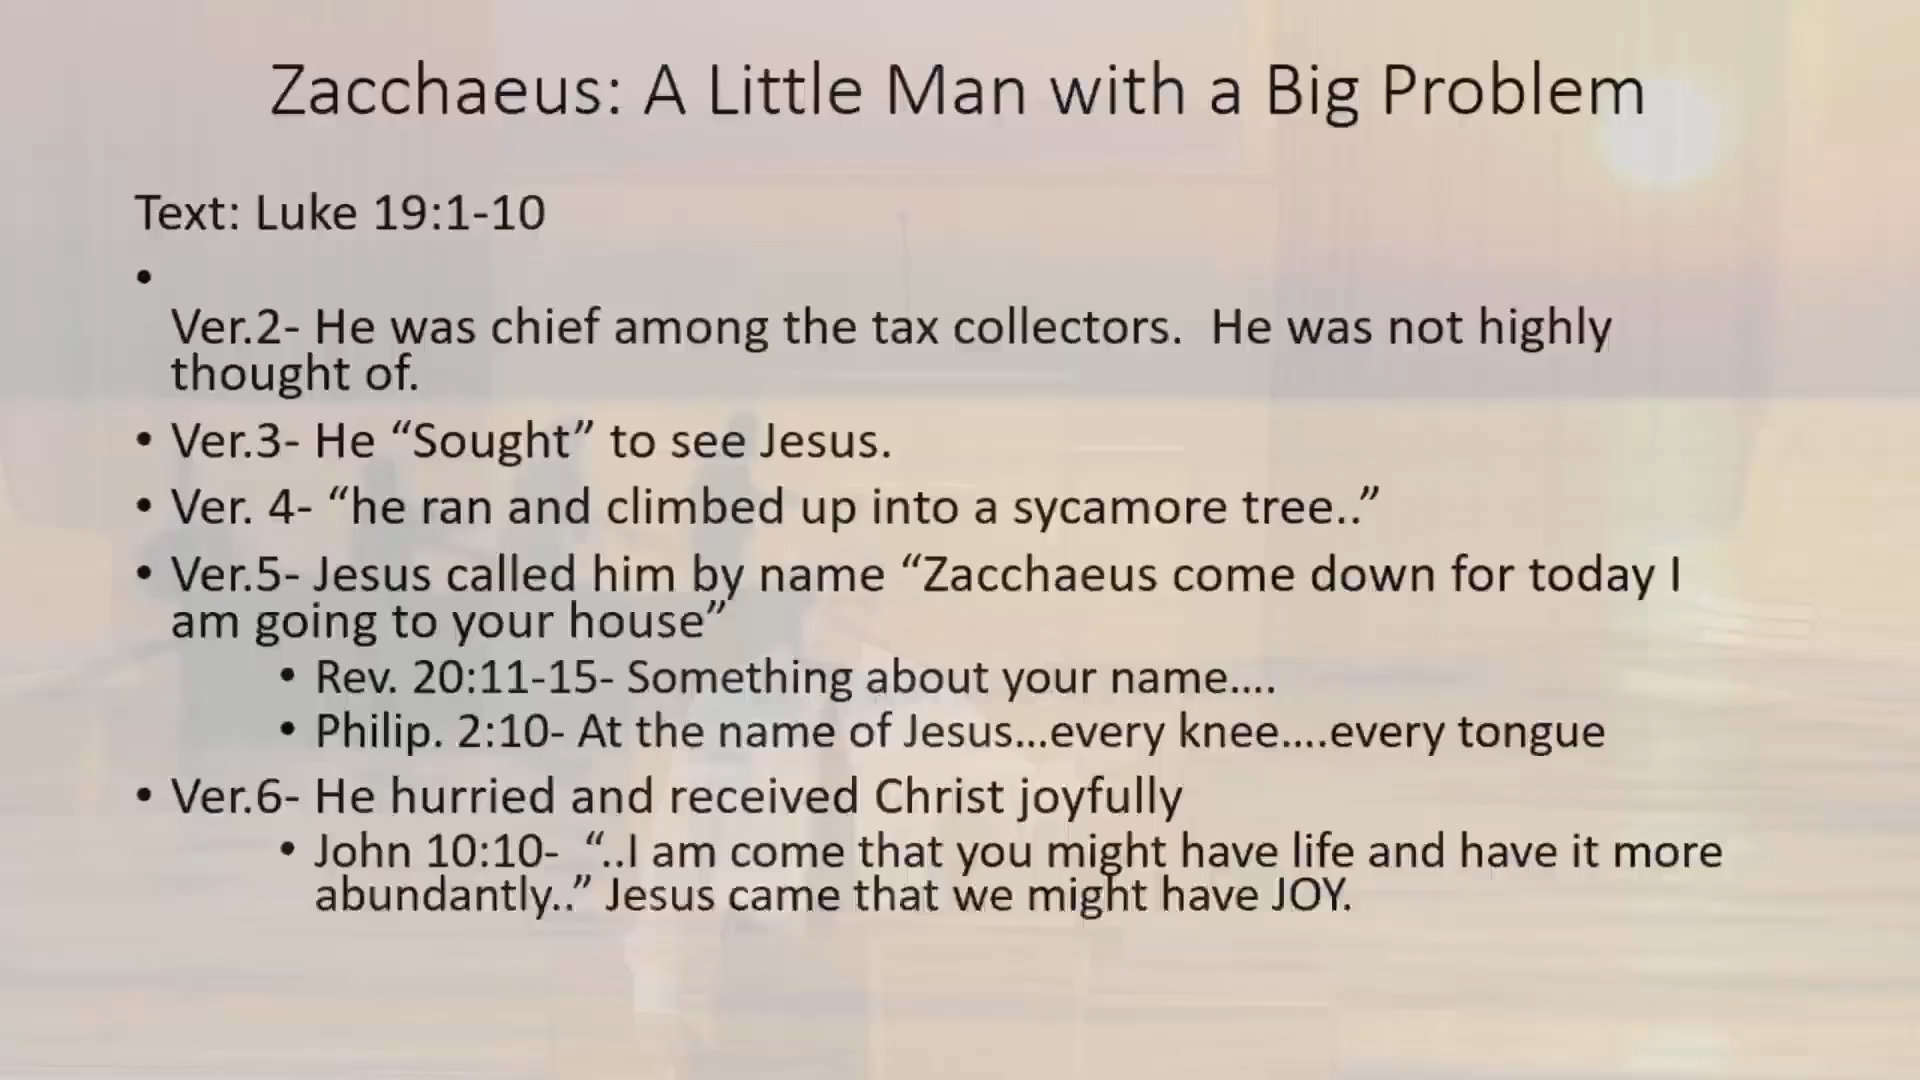 Zacchaeus: A Little Man with a Big Problem
Text: Luke 19:1-10
•
Ver.2- He was chief among the tax collectors.  He was not highly
thought of.
• Ver.3- He “Sought” to see Jesus.
• Ver. 4- “he ran and climbed up into a sycamore tree..”
• Ver.5- Jesus called him by name “Zacchaeus come down for today I
am going to your house”
• Rev. 20:11-15- Something about your name....
• Philip. 2:10- At the name of Jesus...every knee....every tongue
• Ver.6- He hurried and received Christ joyfully
• John 10:10-  “..I am come that you might have life and have it more
abundantly..” Jesus came that we might have JOY.